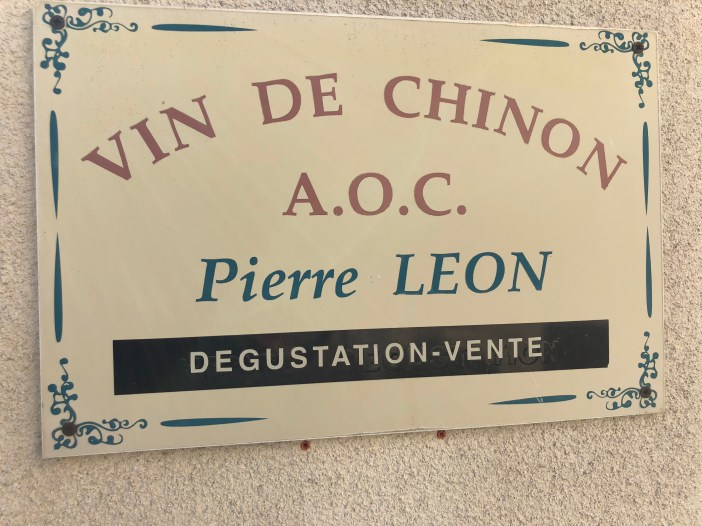 VIN DE CHINON
A.O.C.
Pierre LEON
DEGUSTATION-VENTE